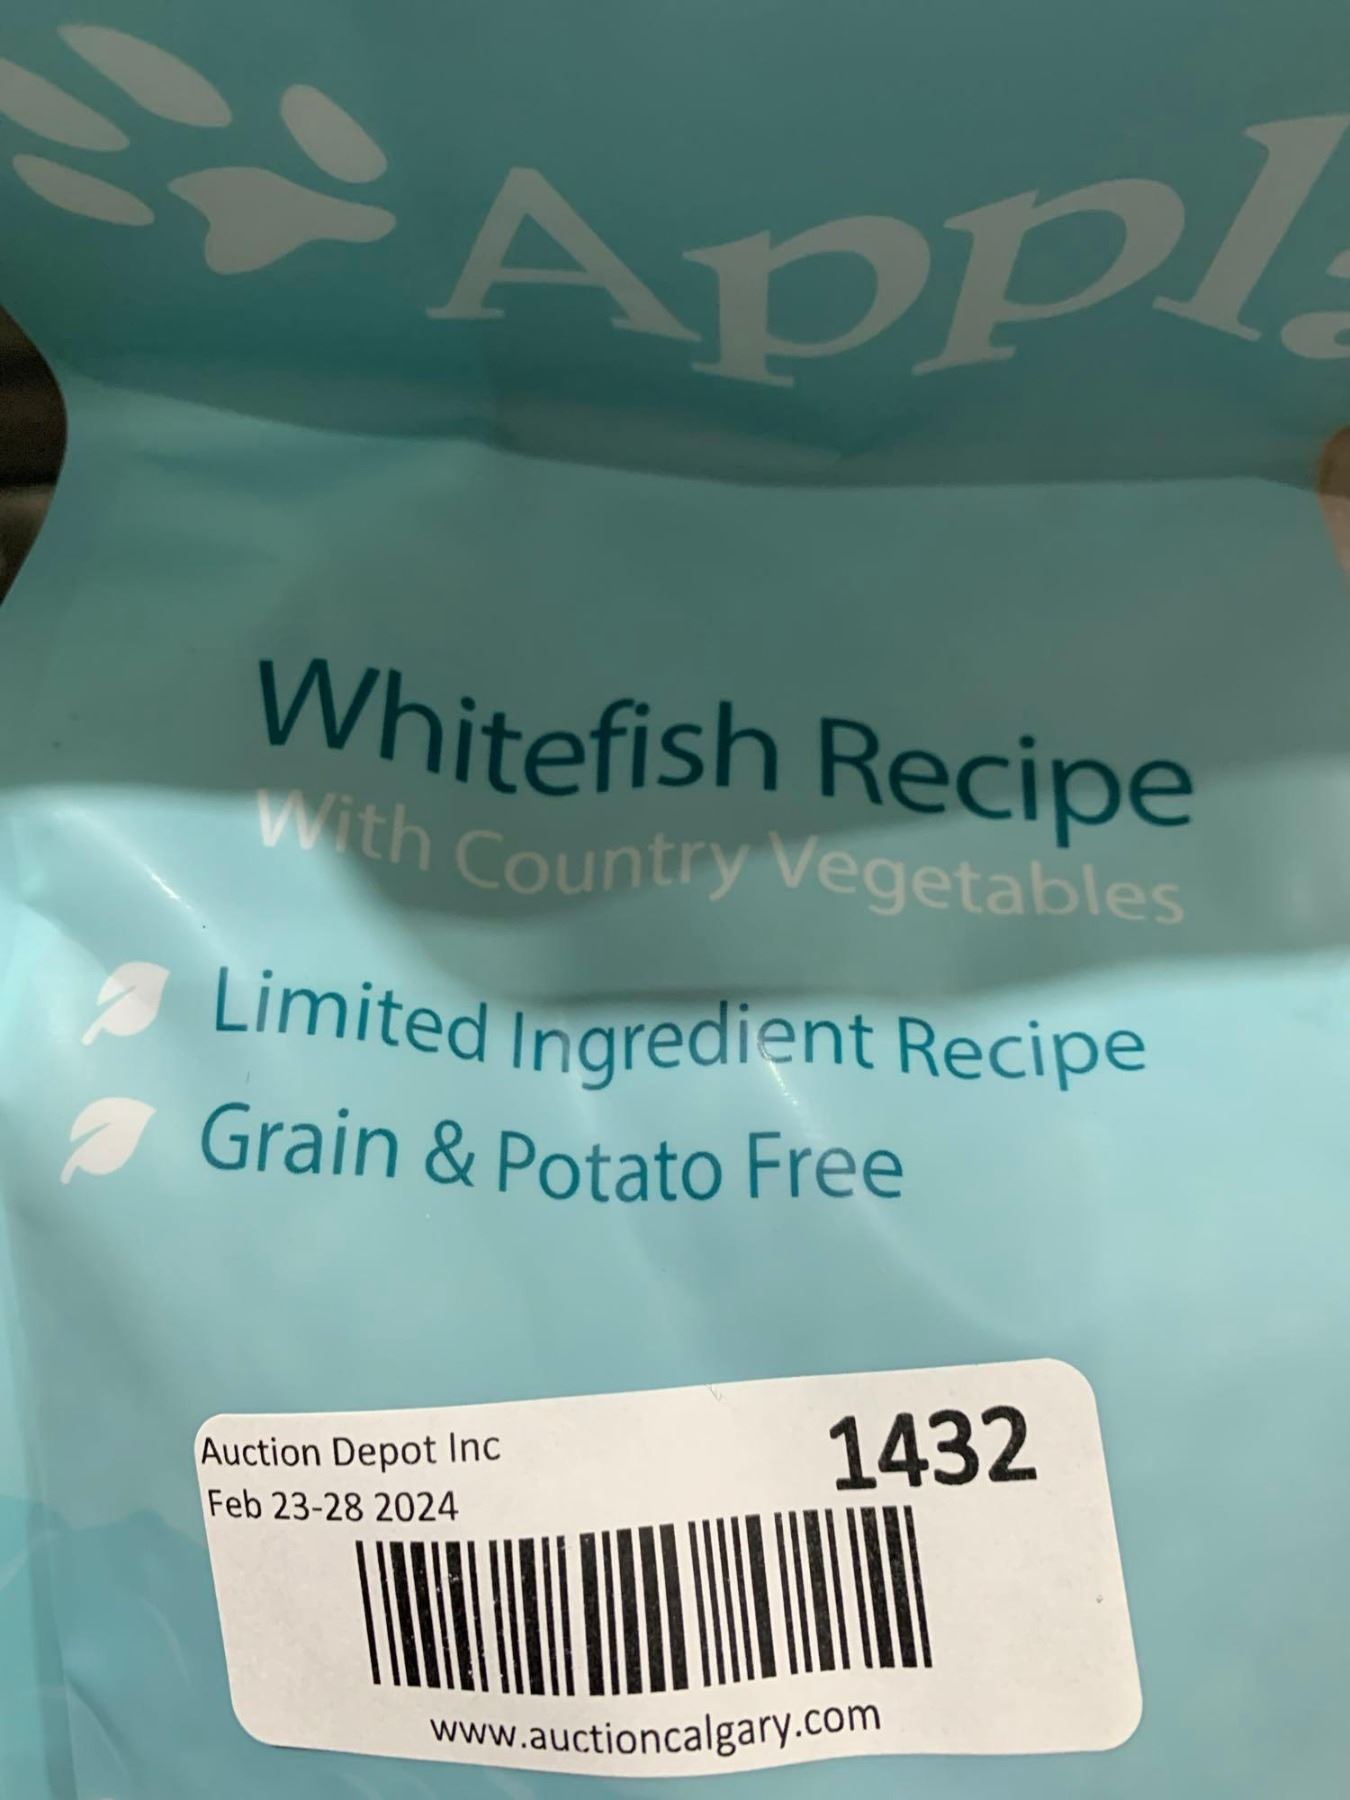 Appl
Whitefish Recipe
With Country Vegetables
Limited Ingredient Recipe
Grain & Potato Free
Auction Depot Inc
1432
Feb 23-28 2024
www.auctioncalgary.com